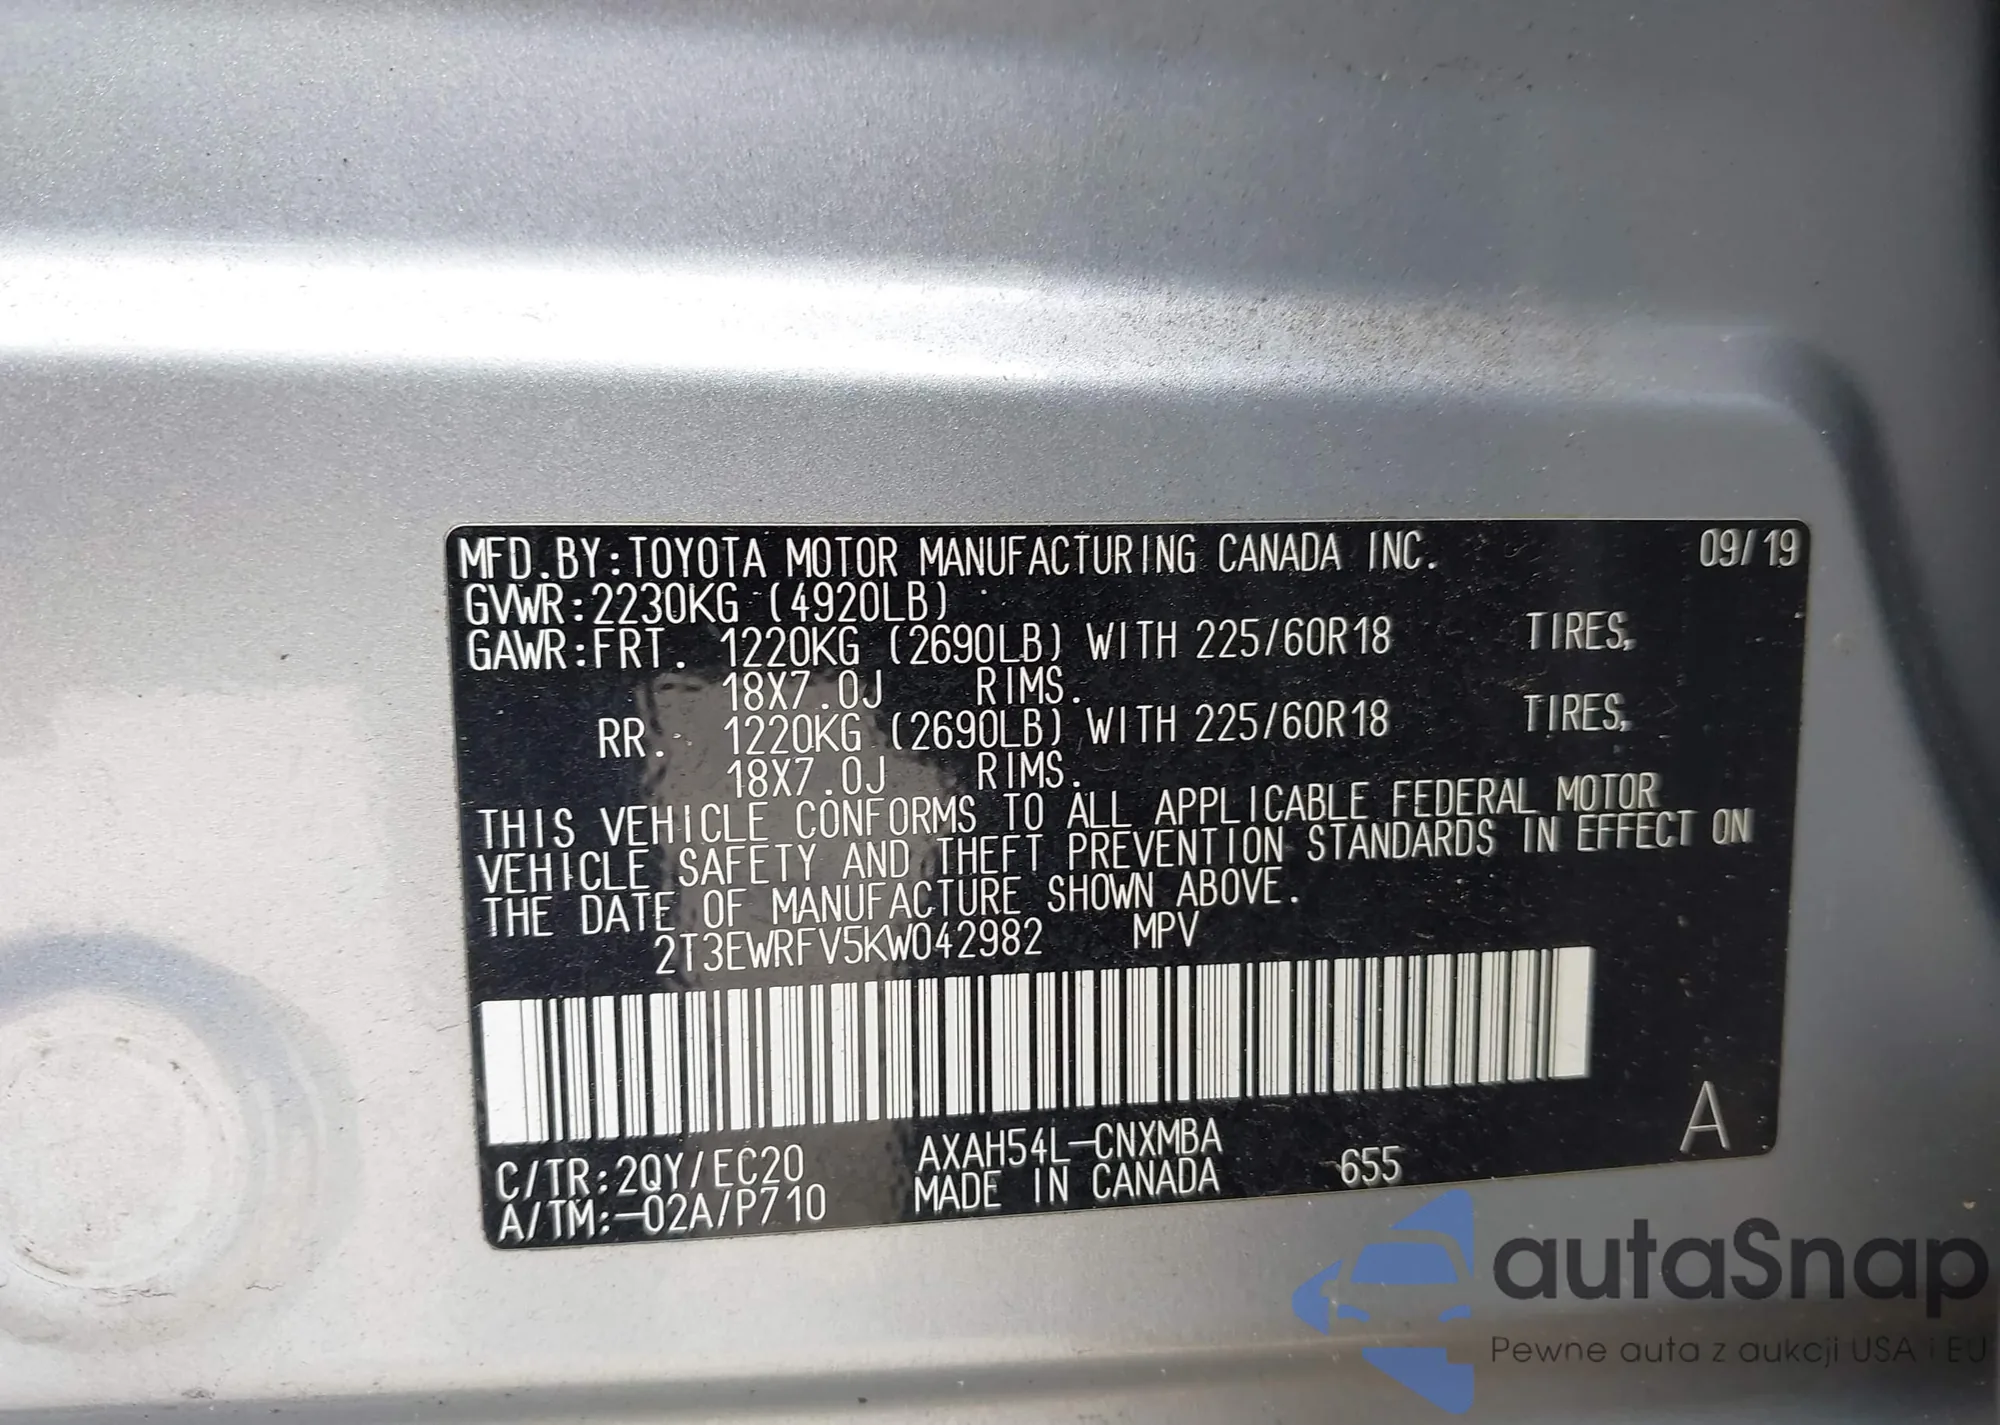 MFD.BY:TOYOTA MOTOR MANUFACTURING CANADA INC. 09/19
GVWR:2230KG (4920LB)
GAWR:FRT. 1220KG (2690LB) WITH 225/60R18 TIRES,
18X7.0J RIMS.
RR. 1220KG (2690LB) WITH 225/60R18 TIRES,
18X7.0J RIMS.
THIS VEHICLE CONFORMS TO ALL APPLICABLE FEDERAL MOTOR
VEHICLE SAFETY AND THEFT PREVENTION STANDARDS IN EFFECT ON
THE DATE OF MANUFACTURE SHOWN ABOVE.
2T3EWRFV5KW042982 MPV
C/TR:2QY/EC20 AXAH54L-CNXMBA A
A/TM:-02A/P710 MADE IN CANADA 655
autaSnap
Pewne auta z aukcji USA i EU